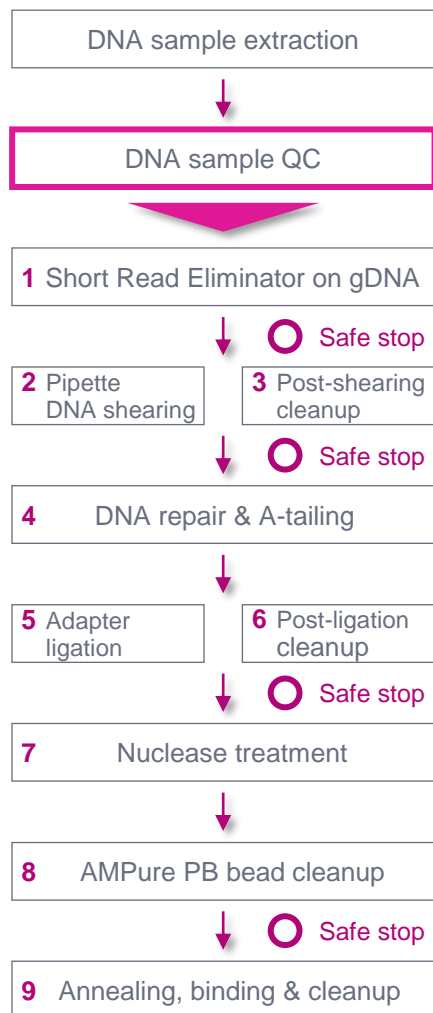 DNA sample extraction
DNA sample QC
1 Short Read Eliminator on gDNA
Safe stop
2 Pipette
DNA shearing
3 Post-shearing
cleanup
Safe stop
4 DNA repair & A-tailing
5 Adapter
ligation
6 Post-ligation
cleanup
Safe stop
7 Nuclease treatment
8 AMPure PB bead cleanup
Safe stop
9 Annealing, binding & cleanup